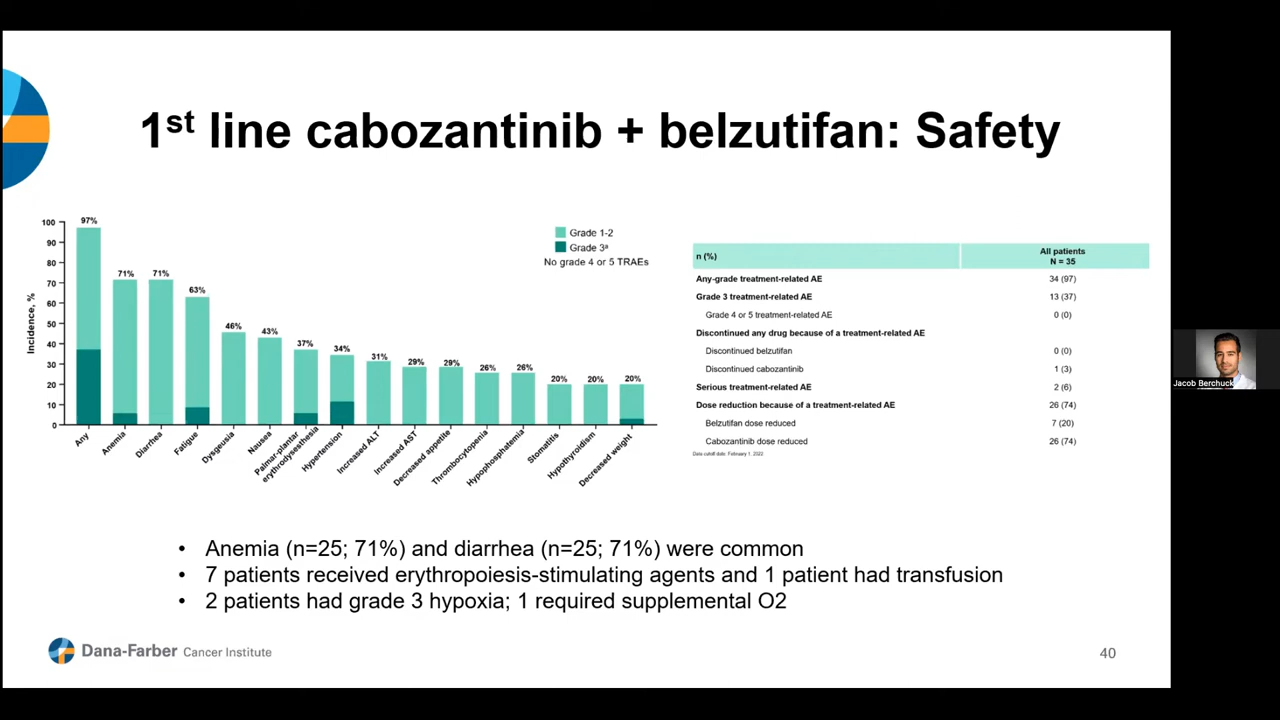 1st line cabozantinib + belzutifan: Safety
Incidence, %
100
90
80
70
60
50
40
30
20
10
0
97%
71%
71%
63%
46%
43%
37%
34%
31%
29%
29%
26%
26%
20%
20%
20%
Grade 1-2
Grade 3ª
No grade 4 or 5 TRAEs
Any
Anemia
Diarrhea
Fatigue
Dysgeusia
Nausea
Palmar-plantar
erythrodysesthesia
Hypertension
Increased ALT
Increased AST
Decreased appetite
Thrombocytopenia
Hypophosphatemia
Stomatitis
Hypothyroidism
Decreased weight
n (%) All patients
N = 35
Any-grade treatment-related AE 34 (97)
Grade 3 treatment-related AE 13 (37)
Grade 4 or 5 treatment-related AE 0 (0)
Discontinued any drug because of a treatment-related AE
Discontinued belzutifan 0 (0)
Discontinued cabozantinib 1 (3)
Serious treatment-related AE 2 (6)
Dose reduction because of a treatment-related AE 26 (74)
Belzutifan dose reduced 7 (20)
Cabozantinib dose reduced 26 (74)
Data cutoff date: February 1, 2022
Jacob Berchuck
• Anemia (n=25; 71%) and diarrhea (n=25; 71%) were common
• 7 patients received erythropoiesis-stimulating agents and 1 patient had transfusion
• 2 patients had grade 3 hypoxia; 1 required supplemental O2
Dana-Farber Cancer Institute
40